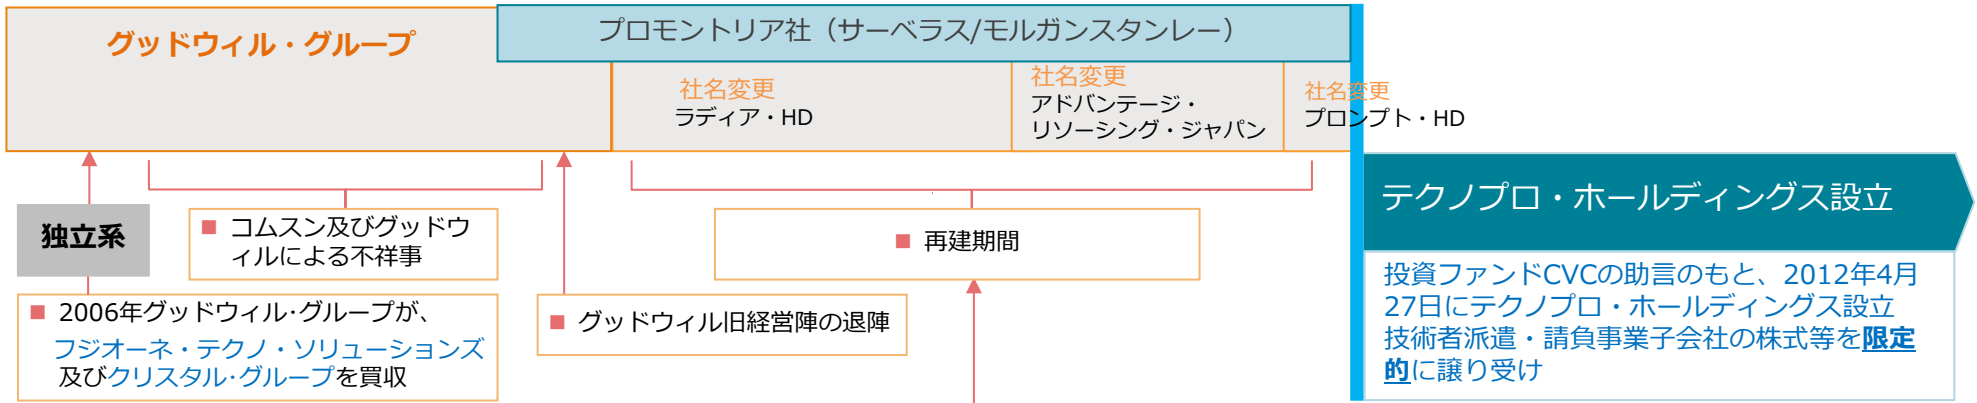 グッドウィル・グループ
プロモントリア社（サーベラス/モルガンスタンレー）
社名変更
ラディア・HD
社名変更
アドバンテージ・
リソーシング・ジャパン
社名変更
プロンプト・HD
独立系
■ コムスン及びグッドウ
ィルによる不祥事
■ 再建期間
テクノプロ・ホールディングス設立
■ 2006年グッドウィル･グループが、
フジオーネ・テクノ・ソリューションズ
及びクリスタル･グループを買収
■ グッドウィル旧経営陣の退陣
投資ファンドCVCの助言のもと、2012年4月
27日にテクノプロ・ホールディングス設立
技術者派遣・請負事業子会社の株式等を限定
的に譲り受け